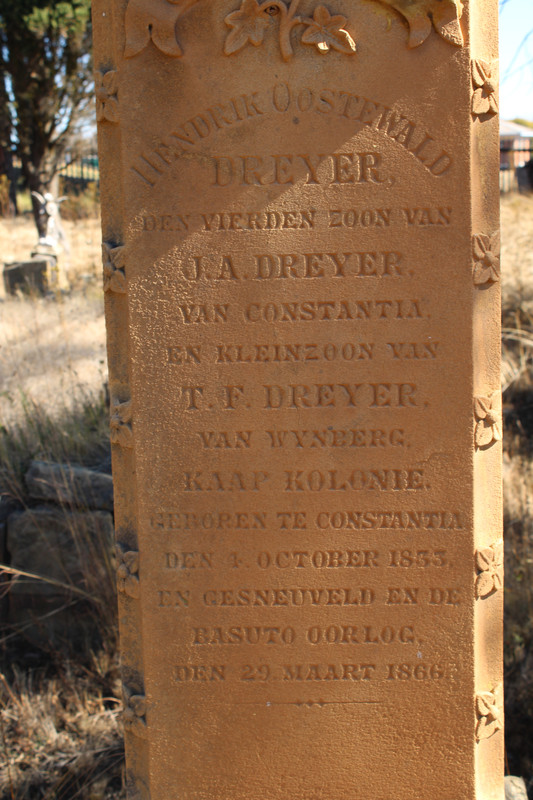 HENDRIK OOSTEWALD
DREYER,
DEN VIERDEN ZOON VAN
J. A. DREYER,
VAN CONSTANTIA,
EN KLEINZOON VAN
T. F. DREYER,
VAN WYNBERG,
KAAP KOLONIE.
GEBOREN TE CONSTANTIA
DEN 4. OCTOBER 1833,
EN GESNEUVELD EN DE
BASUTO OORLOG,
DEN 29. MAART 1866.